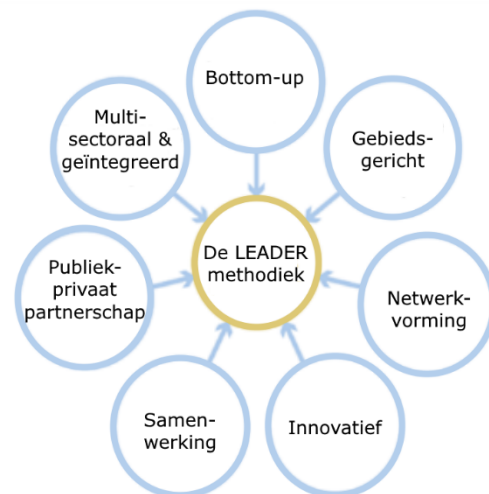 Bottom-up
Gebieds-
gericht
Netwerk-
vorming
Innovatief
Samen-
werking
Publiek-
privaat
partnerschap
Multi-
sectoraal &
geïntegreerd
De LEADER
methodiek